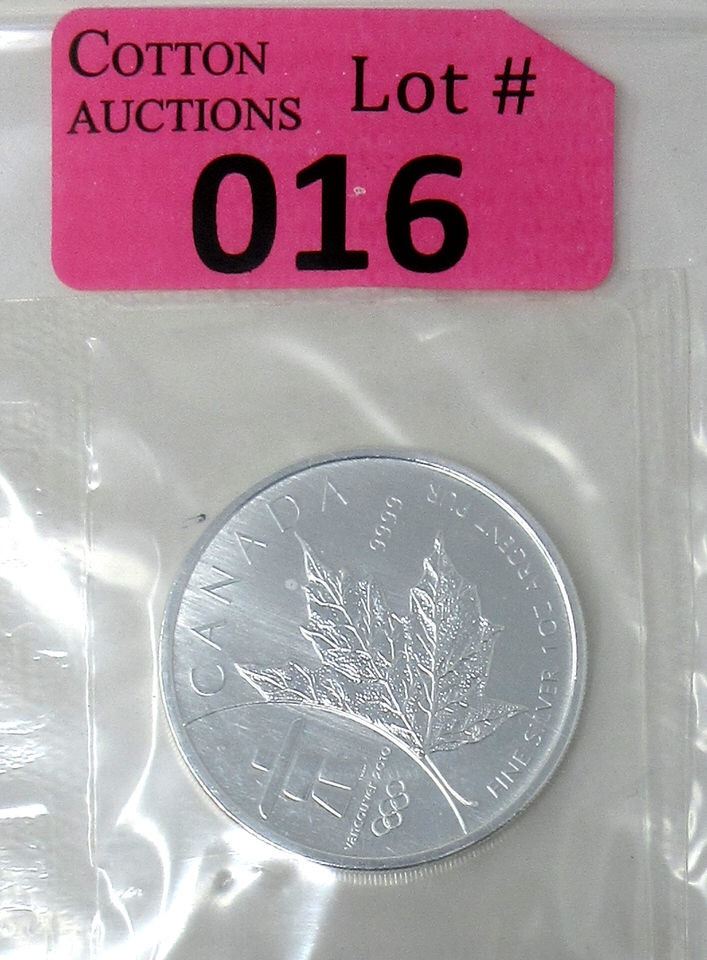 COTTON
AUCTIONS
Lot #
016
CANADA
9999
FINE SILVER 1 OZ ARGENT PUR
vancouver 2010